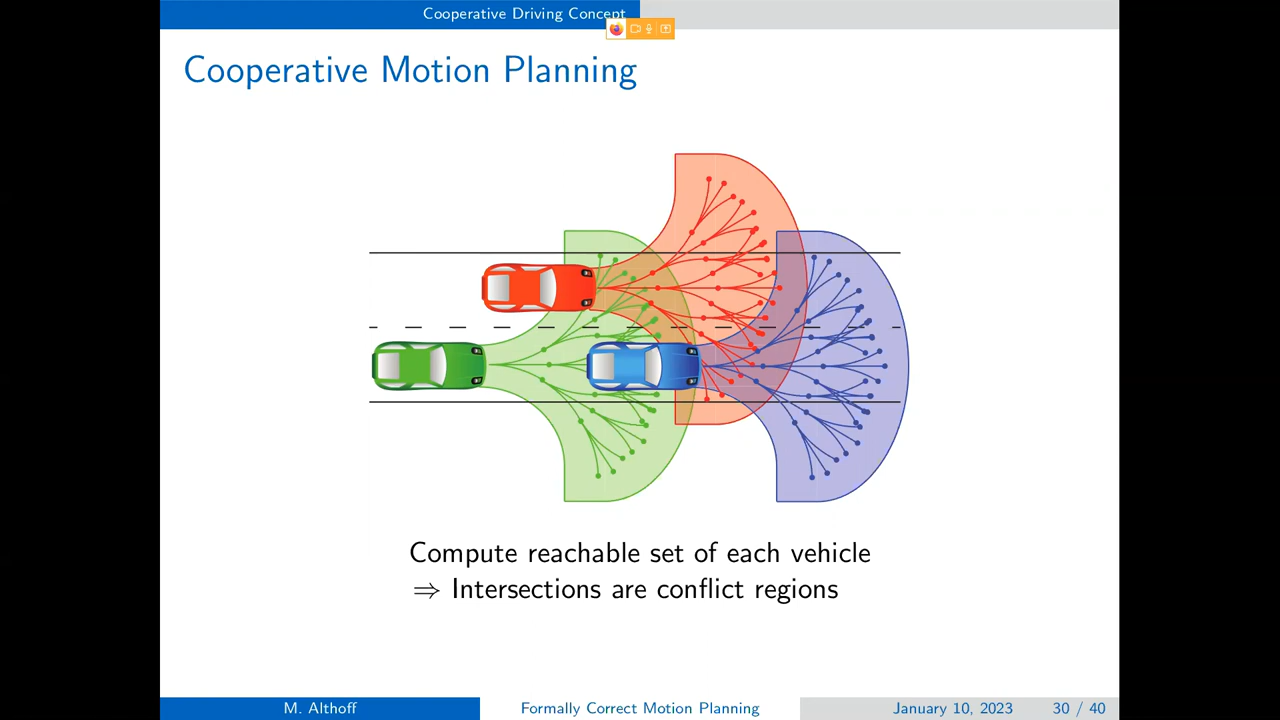 Cooperative Driving Concept
Cooperative Motion Planning
Compute reachable set of each vehicle
⇒ Intersections are conflict regions
M. Althoff
Formally Correct Motion Planning
January 10, 2023
30 / 40